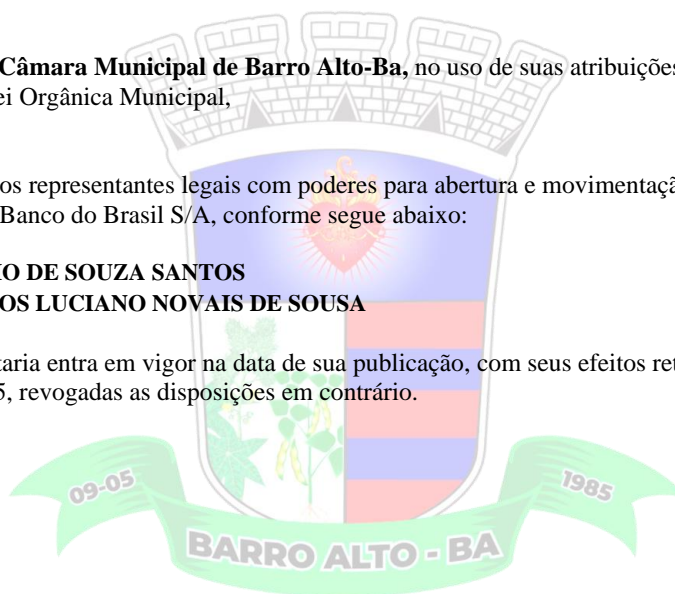 Câmara Municipal de Barro Alto-Ba, no uso de suas atribuições
ei Orgânica Municipal,
os representantes legais com poderes para abertura e movimentaçã
Banco do Brasil S/A, conforme segue abaixo:
IO DE SOUZA SANTOS
OS LUCIANO NOVAIS DE SOUSA
taria entra em vigor na data de sua publicação, com seus efeitos ret
5, revogadas as disposições em contrário.
09-05
1985
BARRO ALTO - BA